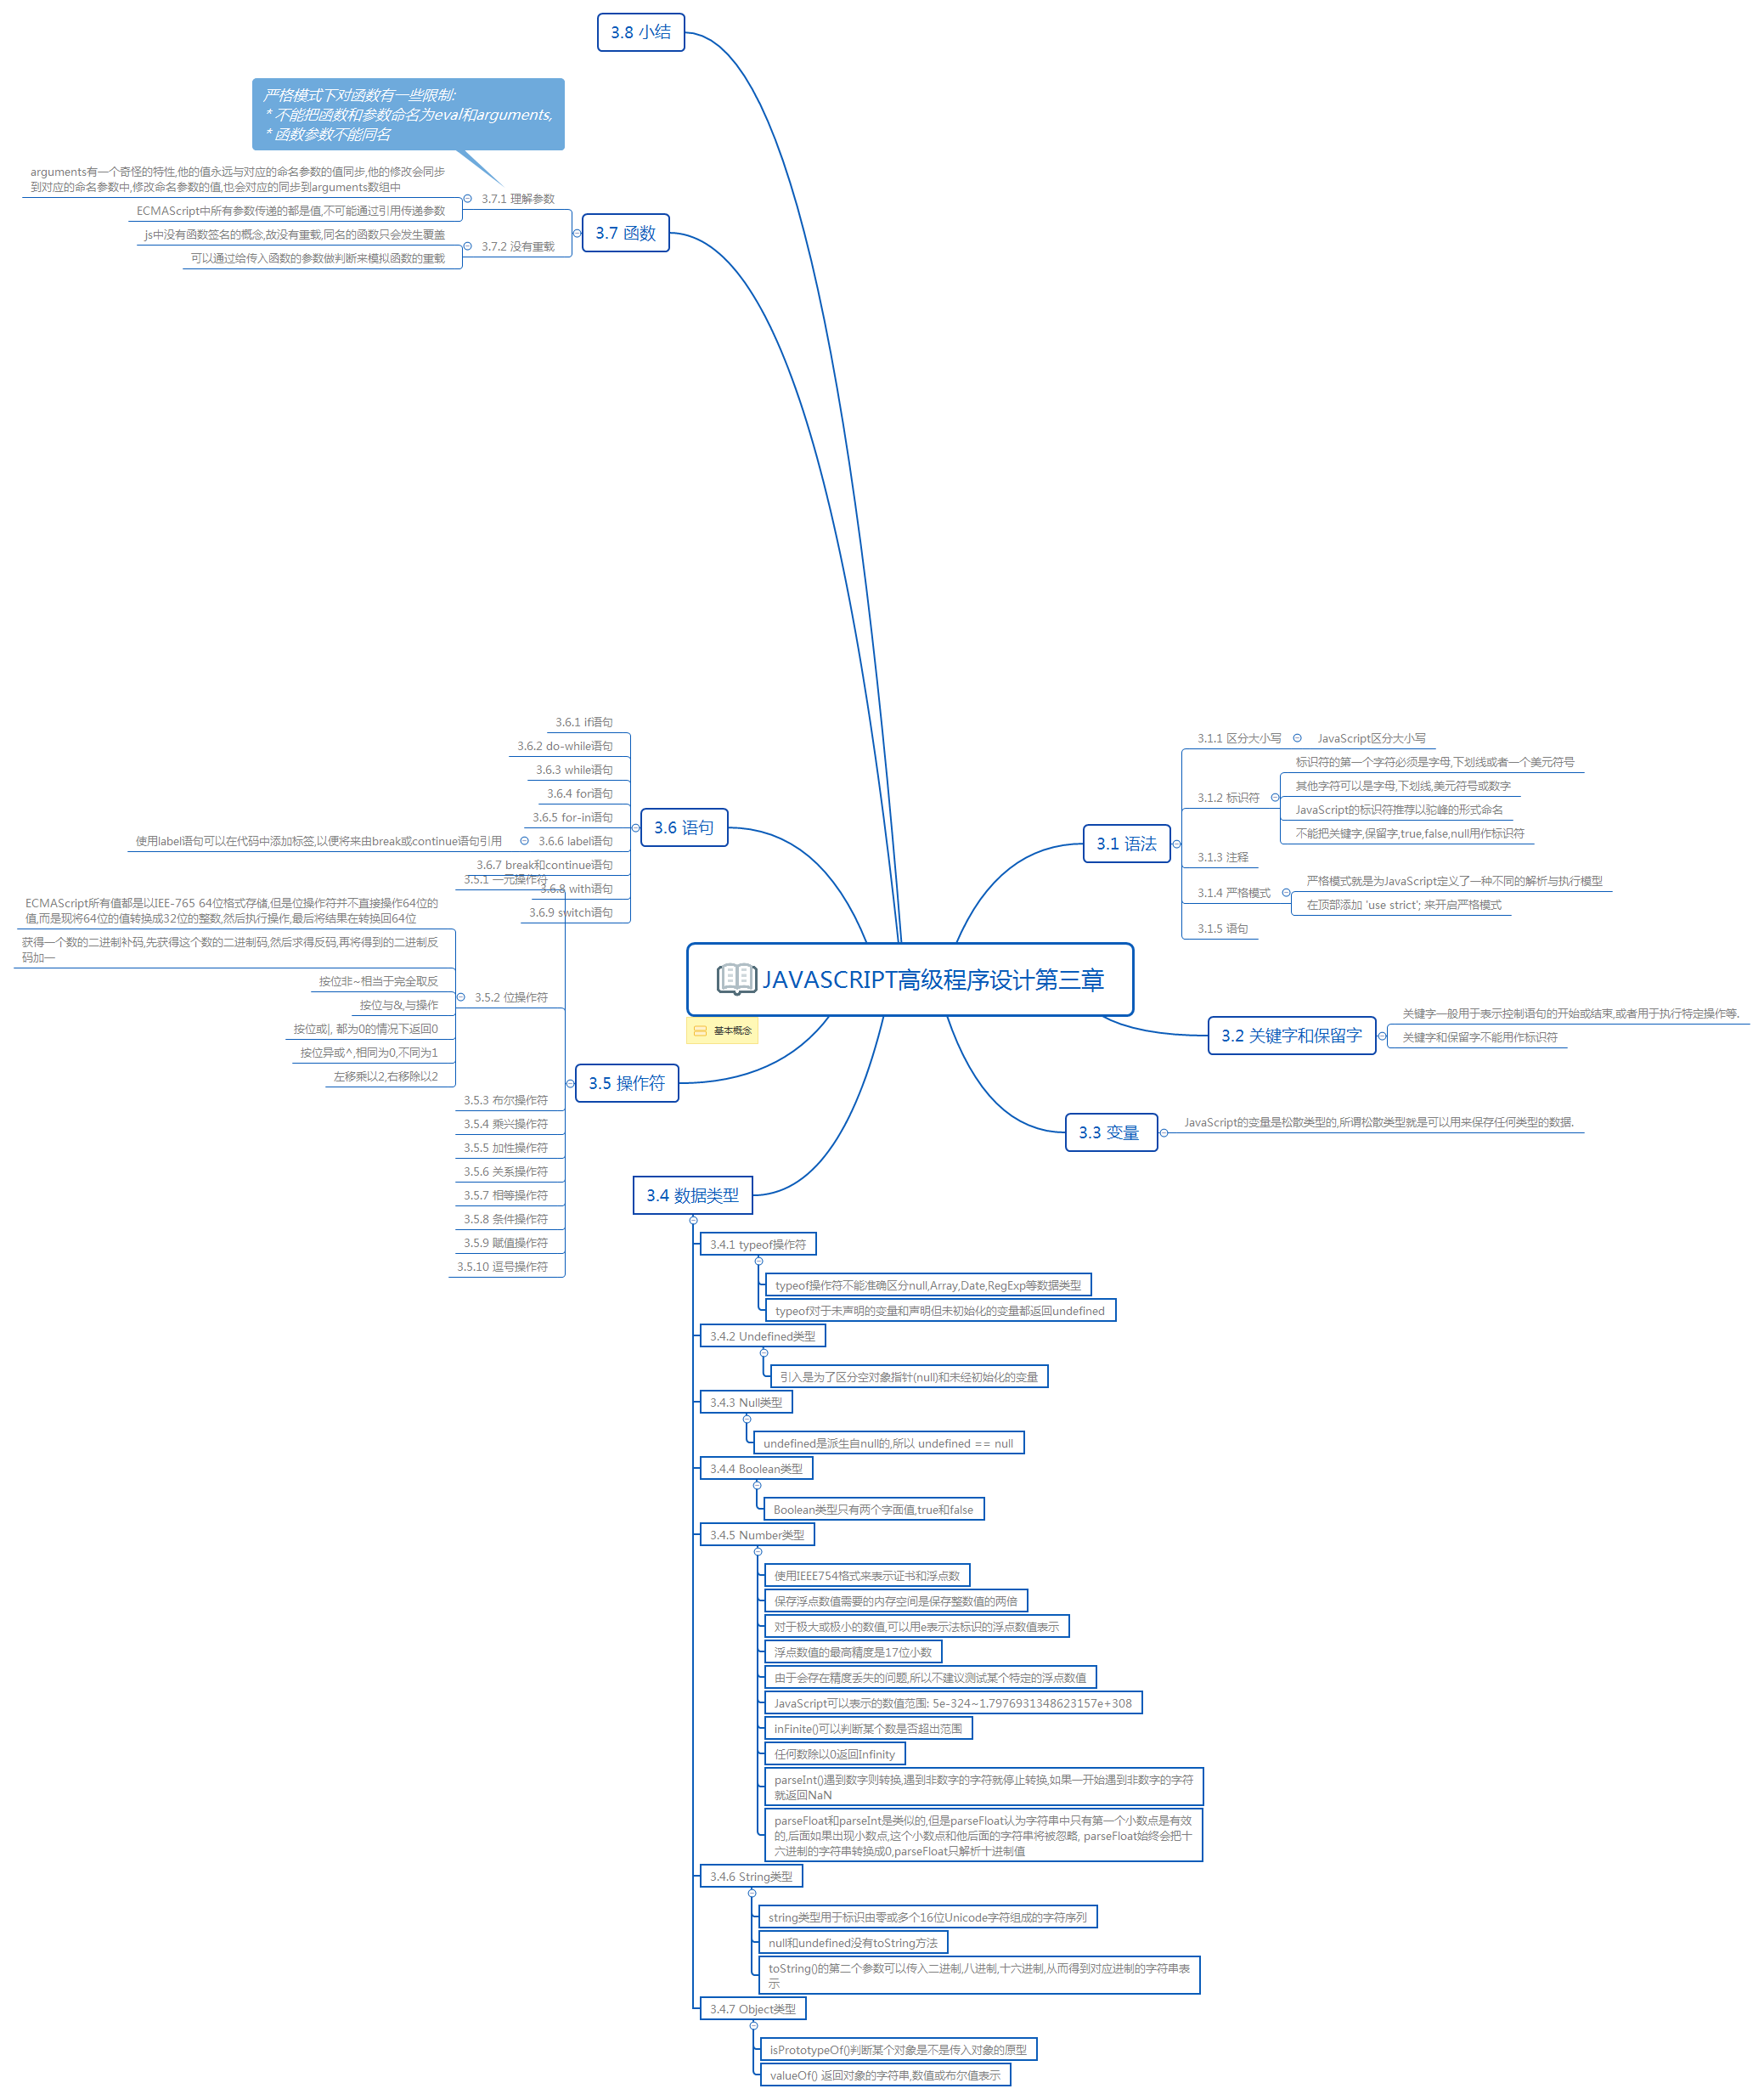 JAVASCRIPT高级程序设计第三章
基本概念
3.1 语法
3.1.1 区分大小写
JavaScript区分大小写
3.1.2 标识符
标识符的第一个字符必须是字母,下划线或者一个美元符号
其他字符可以是字母,下划线,美元符号或数字
JavaScript的标识符推荐以驼峰的形式命名
不能把关键字,保留字,true,false,null用作标识符
3.1.3 注释
3.1.4 严格模式
严格模式就是为JavaScript定义了一种不同的解析与执行模型
在顶部添加 'use strict'; 来开启严格模式
3.1.5 语句
3.2 关键字和保留字
关键字一般用于表示控制语句的开始或结束,或者用于执行特定操作等.
关键字和保留字不能用作标识符
3.3 变量
JavaScript的变量是松散类型的,所谓松散类型就是可以用来保存任何类型的数据.
3.4 数据类型
3.4.1 typeof操作符
typeof操作符不能准确区分null,Array,Date,RegExp等数据类型
typeof对于未声明的变量和声明但未初始化的变量都返回undefined
3.4.2 Undefined类型
引入是为了区分空对象指针(null)和未经初始化的变量
3.4.3 Null类型
undefined是派生自null的,所以 undefined == null
3.4.4 Boolean类型
Boolean类型只有两个字面值,true和false
3.4.5 Number类型
使用IEEE754格式来表示证书和浮点数
保存浮点数值需要的内存空间是保存整数值的两倍
对于极大或极小的数值,可以用e表示法标识的浮点数值表示
浮点数值的最高精度是17位小数
由于会存在精度丢失的问题,所以不建议测试某个特定的浮点数值
JavaScript可以表示的数值范围: 5e-324~1.7976931348623157e+308
inFinite()可以判断某个数是否超出范围
任何数除以0返回Infinity
parseInt()遇到数字则转换,遇到非数字的字符就停止转换,如果一开始遇到非数字的字符
就返回NaN
parseFloat和parseInt是类似的,但是parseFloat认为字符串中只有第一个小数点是有效
的,后面如果出现小数点,这个小数点和他后面的字符串将被忽略, parseFloat始终会把十
六进制的字符串转换成0,parseFloat只解析十进制值
3.4.6 String类型
string类型用于标识由零或多个16位Unicode字符组成的字符序列
null和undefined没有toString方法
toString()的第二个参数可以传入二进制,八进制,十六进制,从而得到对应进制的字符串表
示
3.4.7 Object类型
isPrototypeOf()判断某个对象是不是传入对象的原型
valueOf() 返回对象的字符串,数值或布尔值表示
3.5 操作符
3.5.1 一元操作符
3.5.2 位操作符
ECMAScript所有值都是以IEE-765 64位格式存储,但是位操作符并不直接操作64位的
值,而是现将64位的值转换成32位的整数,然后执行操作,最后将结果在转换回64位
获得一个数的二进制补码,先获得这个数的二进制码,然后求得反码,再将得到的二进制反
码加一
按位非~相当于完全取反
按位与&,与操作
按位或|, 都为0的情况下返回0
按位异或^,相同为0,不同为1
左移乘以2,右移除以2
3.5.3 布尔操作符
3.5.4 乘兴操作符
3.5.5 加性操作符
3.5.6 关系操作符
3.5.7 相等操作符
3.5.8 条件操作符
3.5.9 赋值操作符
3.5.10 逗号操作符
3.6 语句
3.6.1 if语句
3.6.2 do-while语句
3.6.3 while语句
3.6.4 for语句
3.6.5 for-in语句
3.6.6 label语句
使用label语句可以在代码中添加标签,以便将来由break或continue语句引用
3.6.7 break和continue语句
3.6.8 with语句
3.6.9 switch语句
3.7 函数
严格模式下对函数有一些限制:
* 不能把函数和参数命名为eval和arguments,
* 函数参数不能同名
3.7.1 理解参数
arguments有一个奇怪的特性,他的值永远与对应的命名参数的值同步,他的修改会同步
到对应的命名参数中,修改命名参数的值,也会对应的同步到arguments数组中
ECMAScript中所有参数传递的都是值,不可能通过引用传递参数
3.7.2 没有重载
js中没有函数签名的概念,故没有重载,同名的函数只会发生覆盖
可以通过给传入函数的参数做判断来模拟函数的重载
3.8 小结